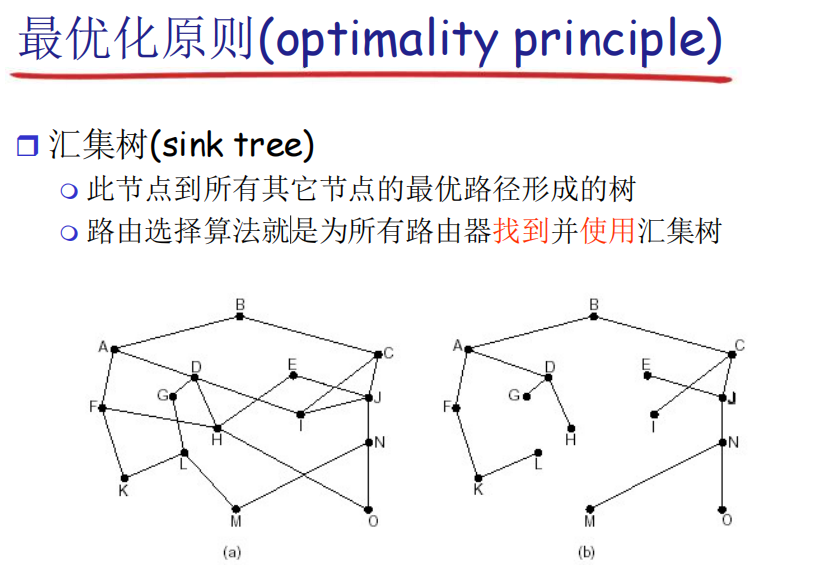 最优化原则(optimality principle)
汇集树(sink tree)
此节点到所有其它节点的最优路径形成的树
路由选择算法就是为所有路由器找到并使用汇集树
B
A
C
D
E
G
J
F
I
H
N
L
K
M
O
(a)
B
A
C
D
E
G
J
F
I
H
N
L
K
M
O
(b)